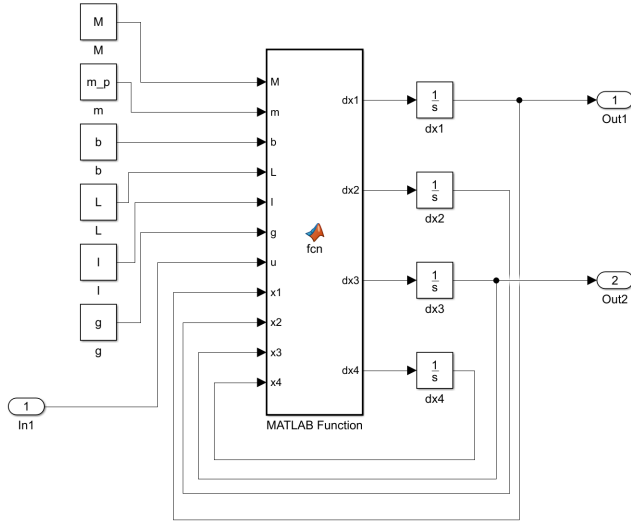 M
M
m_p
m
b
b
L
L
I
I
g
g
1
In1
M
m
b
L
I
g
u
x1
x2
x3
x4
fcn
dx1
dx2
dx3
dx4
MATLAB Function
1
s
dx1
1
s
dx2
1
s
dx3
1
s
dx4
1
Out1
2
Out2